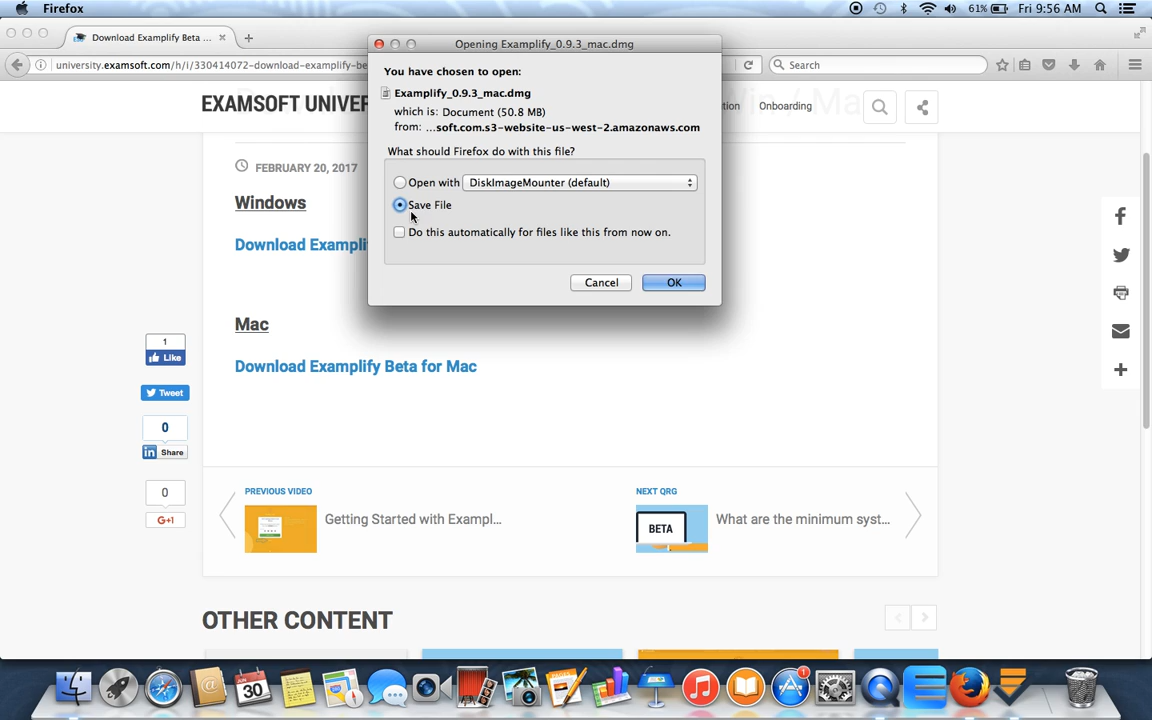 Firefox
61%
Fri 9:56 AM
Download Examplify Beta ...
university.examsoft.com/h/i/330414072-download-examplify-be
Search
Opening Examplify_0.9.3_mac.dmg
You have chosen to open:
Examplify_0.9.3_mac.dmg
which is: Document (50.8 MB)
from: ...soft.com.s3-website-us-west-2.amazonaws.com
What should Firefox do with this file?
Open with DiskImageMounter (default)
Save File
Do this automatically for files like this from now on.
Cancel
OK
EXAMSOFT UNIVER
tion
Onboarding
Win / Ma
FEBRUARY 20, 2017
Windows
Download Exampli
Mac
Download Examplify Beta for Mac
1
Like
Tweet
0
in Share
0
G+1
PREVIOUS VIDEO
Getting Started with Exampl...
NEXT QRG
BETA
What are the minimum syst...
OTHER CONTENT
30
1